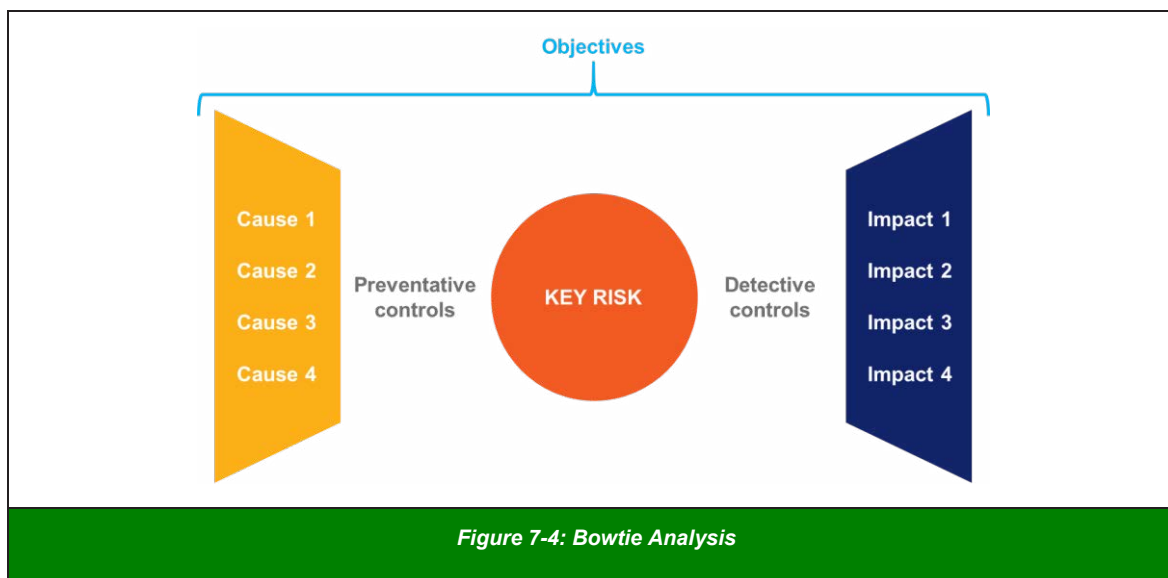 Objectives
Cause 1
Cause 2
Cause 3
Cause 4
Preventative
controls
KEY RISK
Detective
controls
Impact 1
Impact 2
Impact 3
Impact 4
Figure 7-4: Bowtie Analysis